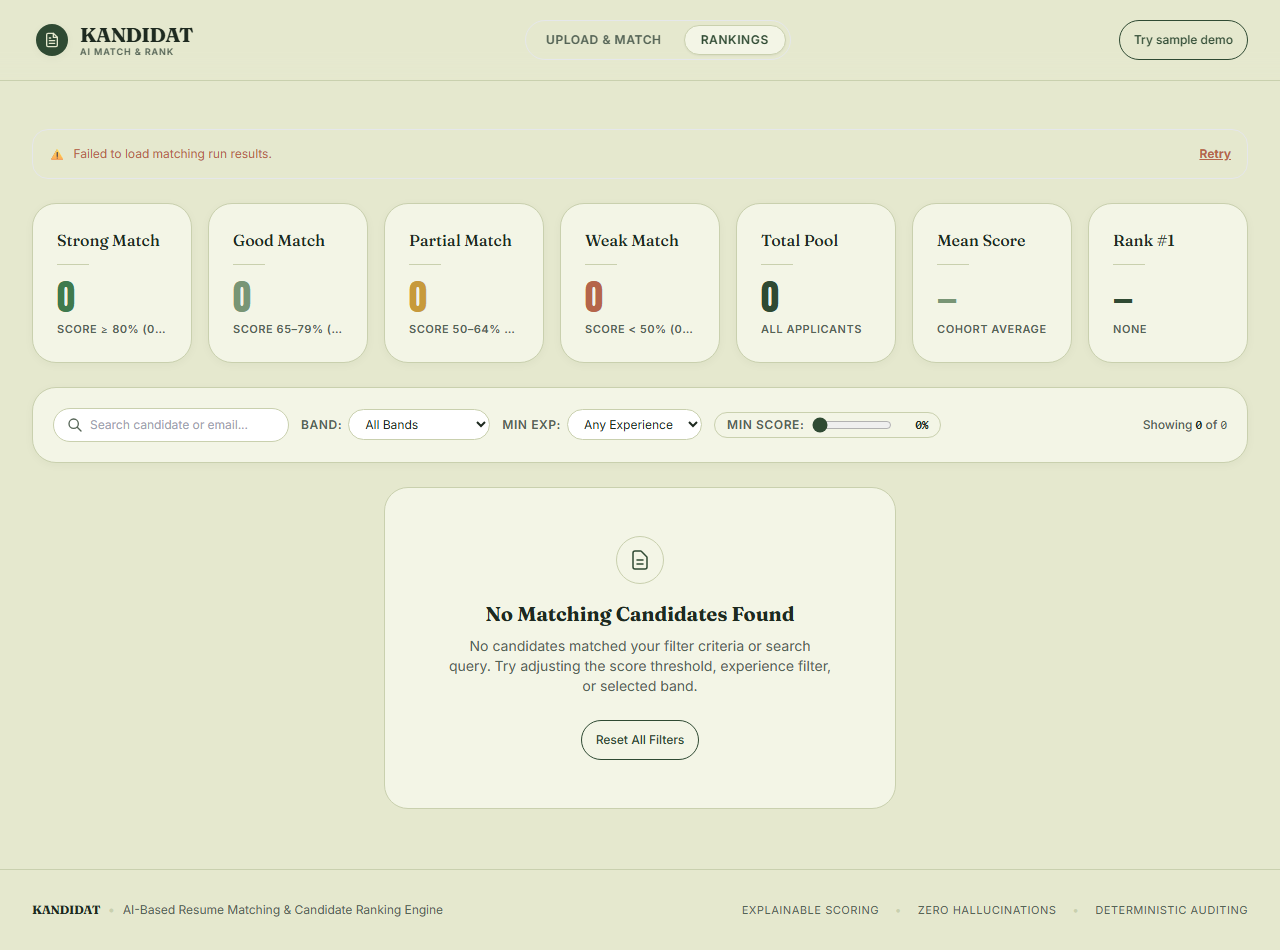 KANDIDAT
AI MATCH & RANK
UPLOAD & MATCH
RANKINGS
Try sample demo
Failed to load matching run results.
Retry
Strong Match
0
SCORE ≥ 80% (0...
Good Match
0
SCORE 65–79% (...
Partial Match
0
SCORE 50–64% ...
Weak Match
0
SCORE < 50% (0...
Total Pool
0
ALL APPLICANTS
Mean Score
—
COHORT AVERAGE
Rank #1
—
NONE
Search candidate or email...
BAND:
All Bands
MIN EXP:
Any Experience
MIN SCORE:
0%
Showing 0 of 0
No Matching Candidates Found
No candidates matched your filter criteria or search
query. Try adjusting the score threshold, experience filter,
or selected band.
Reset All Filters
KANDIDAT • AI-Based Resume Matching & Candidate Ranking Engine
EXPLAINABLE SCORING • ZERO HALLUCINATIONS • DETERMINISTIC AUDITING